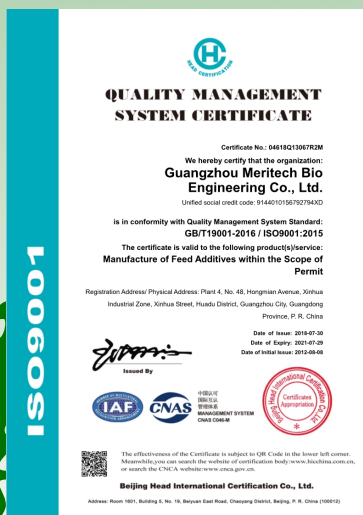 HEAD CERTIFICATION
QUALITY MANAGEMENT
SYSTEM CERTIFICATE
Certificate No.: 04618Q13067R2M
We hereby certify that the organization:
Guangzhou Meritech Bio
Engineering Co., Ltd.
Unified social credit code: 9144010156792794XD
is in conformity with Quality Management System Standard:
GB/T19001-2016 / ISO9001:2015
The certificate is valid to the following product(s)/service:
Manufacture of Feed Additives within the Scope of
Permit
Registration Address/ Physical Address: Plant 4, No. 48, Hongmian Avenue, Xinhua
Industrial Zone, Xinhua Street, Huadu District, Guangzhou City, Guangdong
Province, P. R. China
Date of Issue: 2018-07-30
Date of Expiry: 2021-07-29
Date of Initial Issue: 2012-08-08
Issued By
IAF
CNAS
中国认可
国际互认
管理体系
MANAGEMENT SYSTEM
CNAS C046-M
Beijing Head International Certification Co., Ltd.
Certificates
Appropriation
ISO9001
The effectiveness of the Certificate is subject to QR Code in the lower left corner.
Meanwhile,you can search the website of certification body:www.hicchina.com.cn,
or search the CNCA website:www.cnca.gov.cn.
Beijing Head International Certification Co., Ltd.
Address: Room 1601, Building 5, No. 19, Beiyuan East Road, Chaoyang District, Beijing, P. R. China (100012)